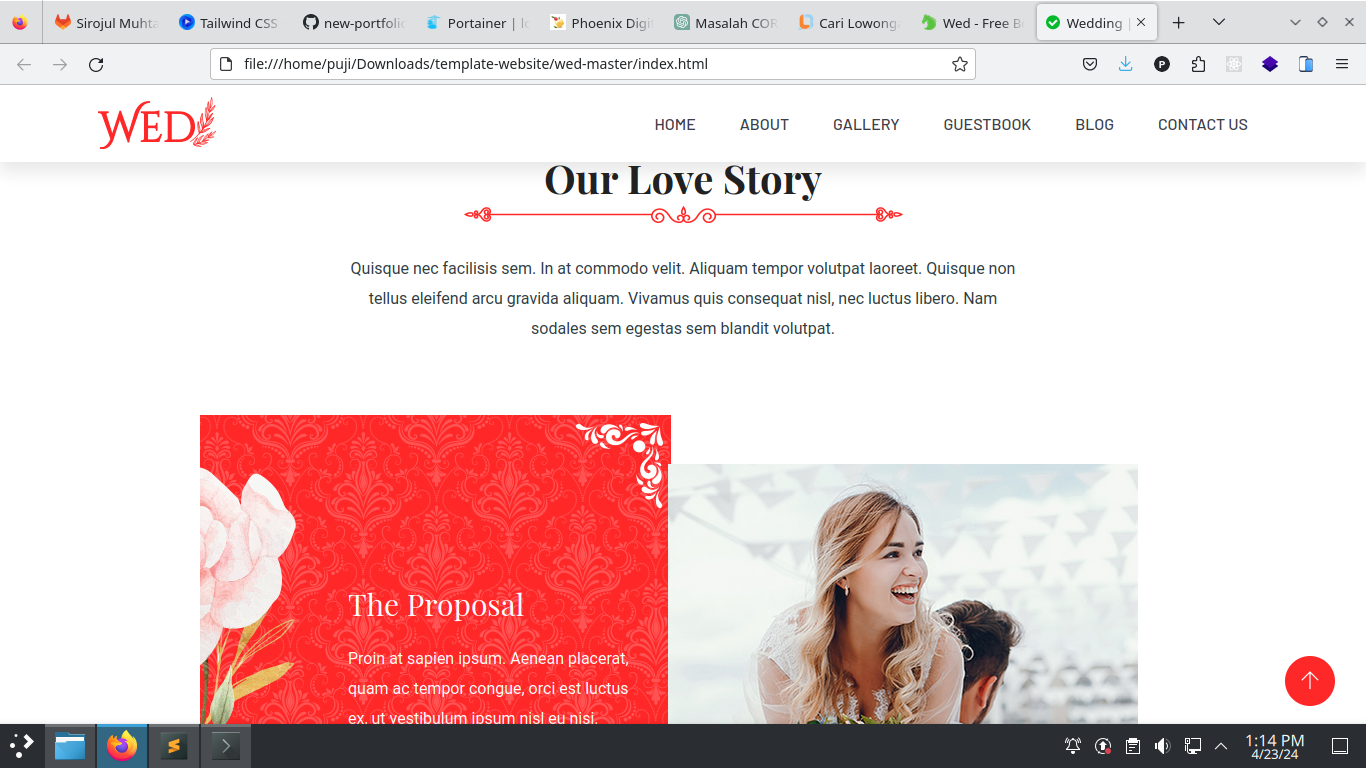 Sirojul Muhta
Tailwind CSS
new-portfolio
Portainer | lo
Phoenix Digit
Masalah COR
Cari Lowonga
Wed - Free Bo
Wedding |
file:///home/puji/Downloads/template-website/wed-master/index.html
P
WED
HOME
ABOUT
GALLERY
GUESTBOOK
BLOG
CONTACT US
Our Love Story
Quisque nec facilisis sem. In at commodo velit. Aliquam tempor volutpat laoreet. Quisque non
tellus eleifend arcu gravida aliquam. Vivamus quis consequat nisl, nec luctus libero. Nam
sodales sem egestas sem blandit volutpat.
The Proposal
Proin at sapien ipsum. Aenean placerat,
quam ac tempor congue, orci est luctus
ex, ut vestibulum ipsum nisl eu nisi.
1:14 PM
4/23/24